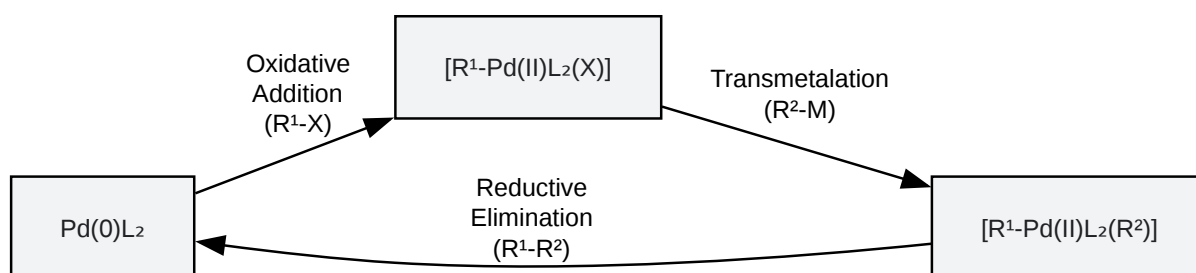 Oxidative
Addition
(R¹-X)
[R¹-Pd(II)L₂(X)]
Transmetalation
(R²-M)
Pd(0)L₂
Reductive
Elimination
(R¹-R²)
[R¹-Pd(II)L₂(R²)]